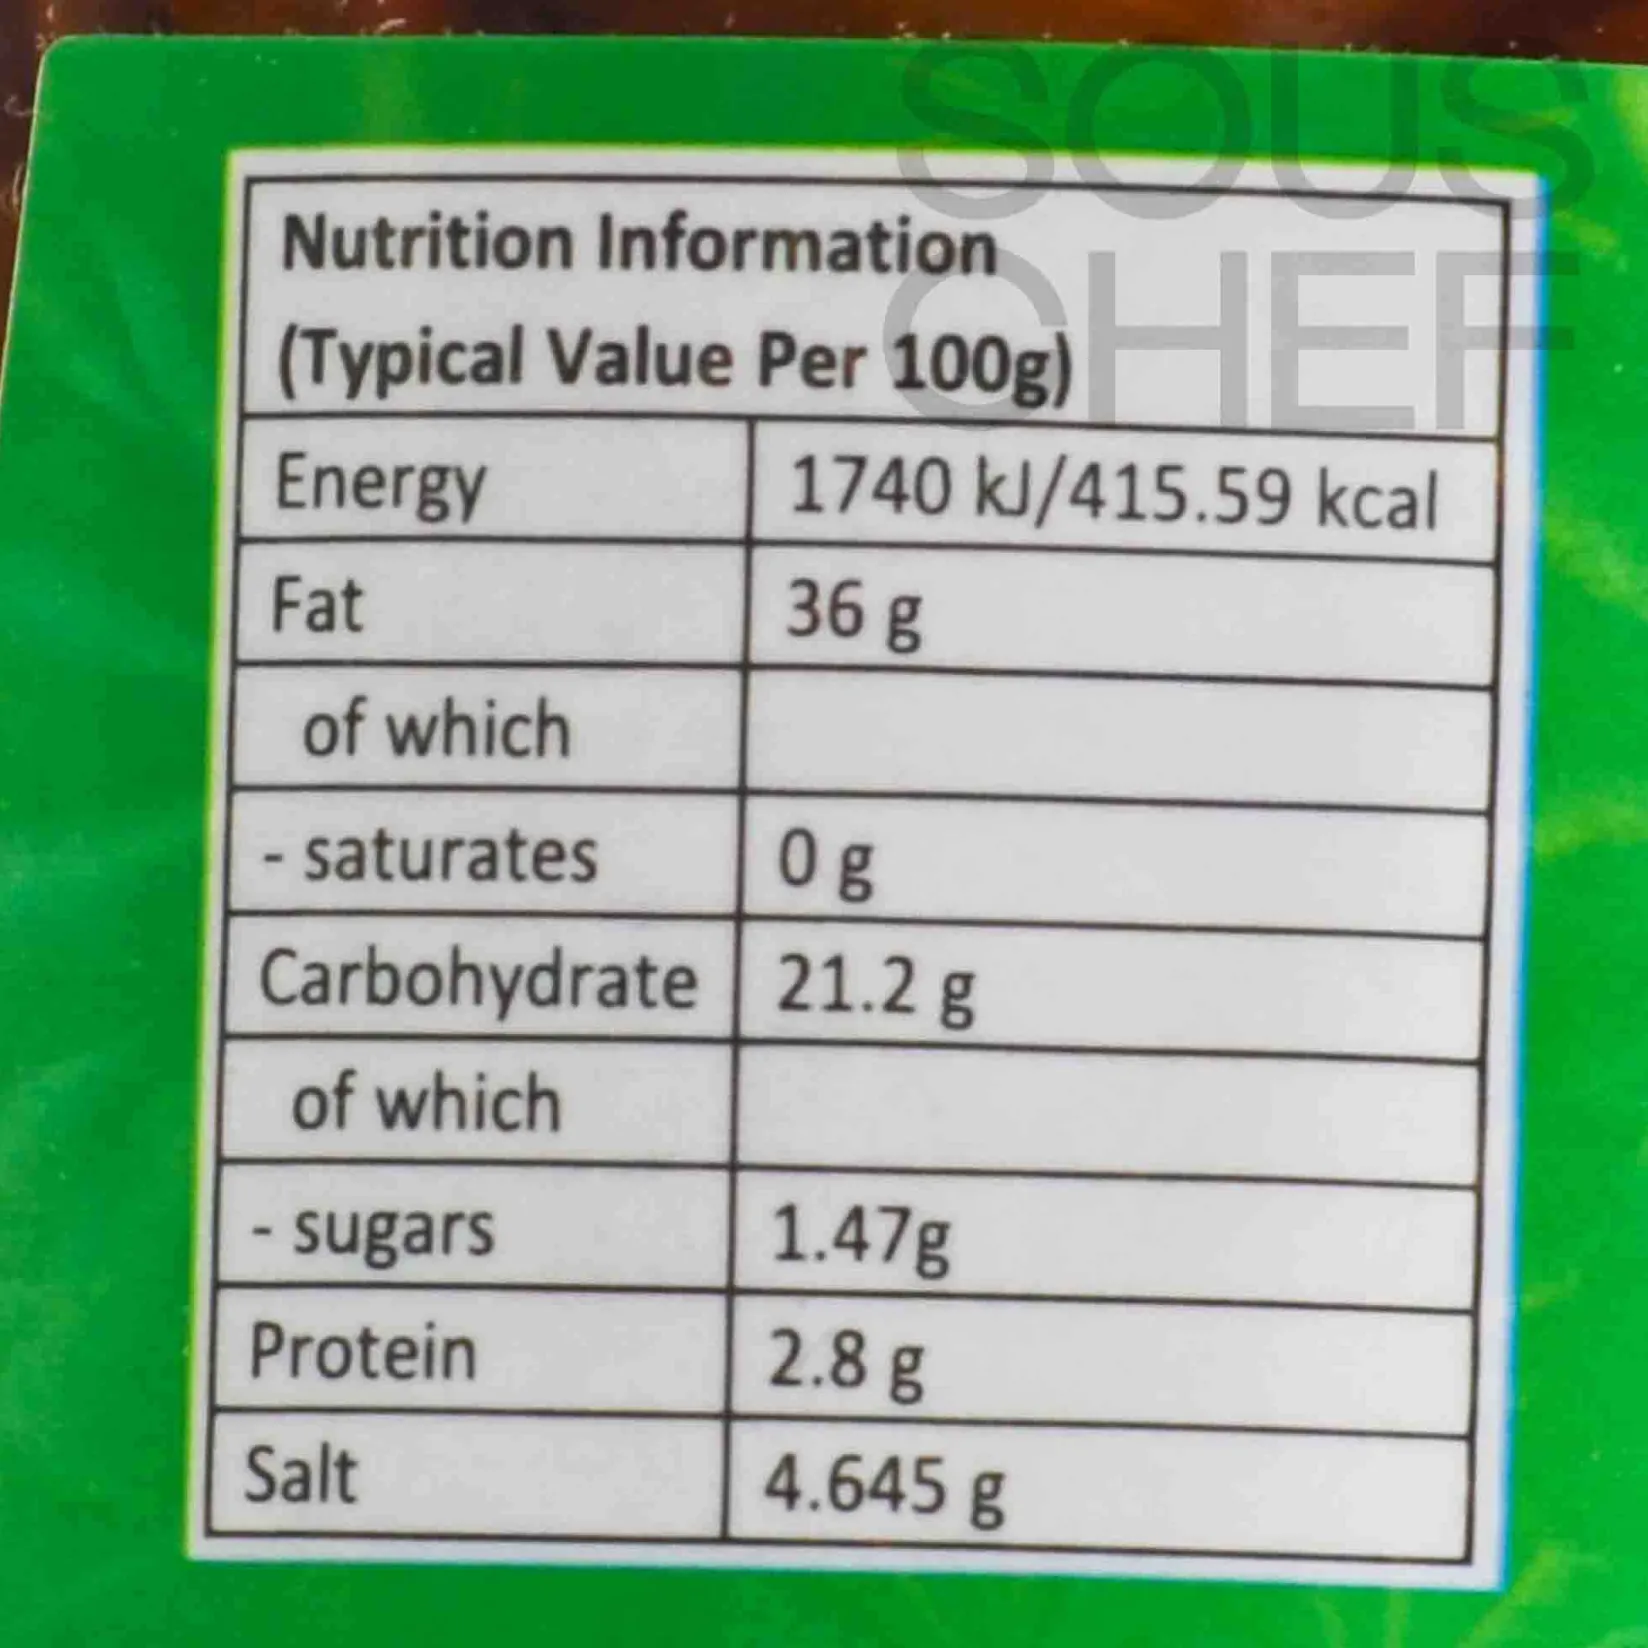 SOUS
CHEF
Nutrition Information
(Typical Value Per 100g)
Energy 1740 kJ/415.59 kcal
Fat 36 g
of which
- saturates 0 g
Carbohydrate 21.2 g
of which
- sugars 1.47g
Protein 2.8 g
Salt 4.645 g